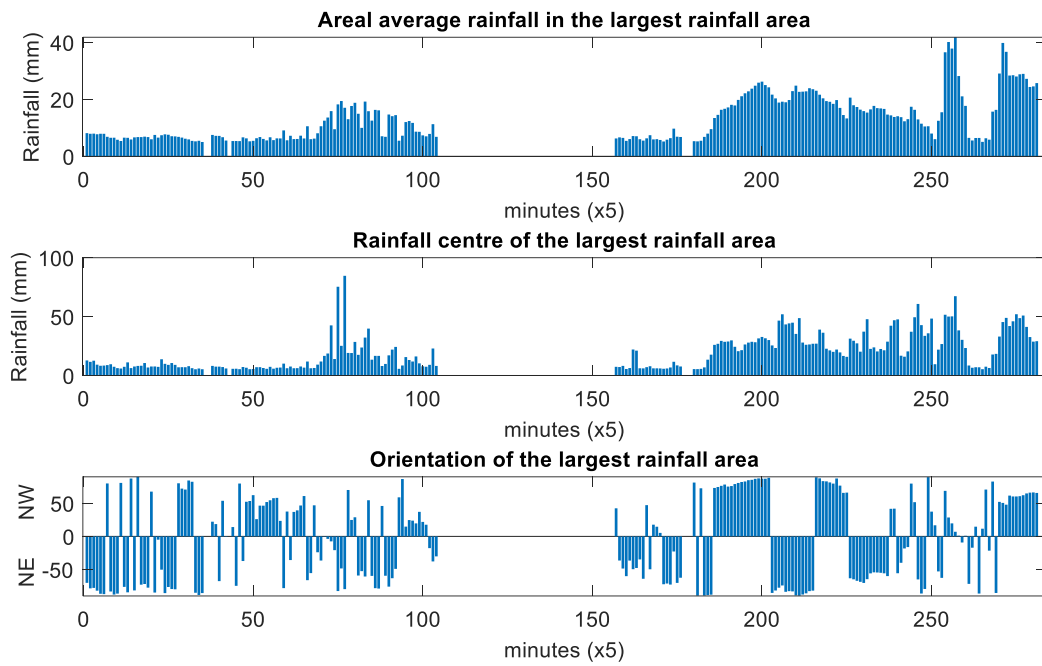 Areal average rainfall in the largest rainfall area
Rainfall (mm)
40
20
0
0 50 100 150 200 250
minutes (x5)
Rainfall centre of the largest rainfall area
Rainfall (mm)
100
50
0
0 50 100 150 200 250
minutes (x5)
Orientation of the largest rainfall area
NE NW
50
0
-50
0 50 100 150 200 250
minutes (x5)